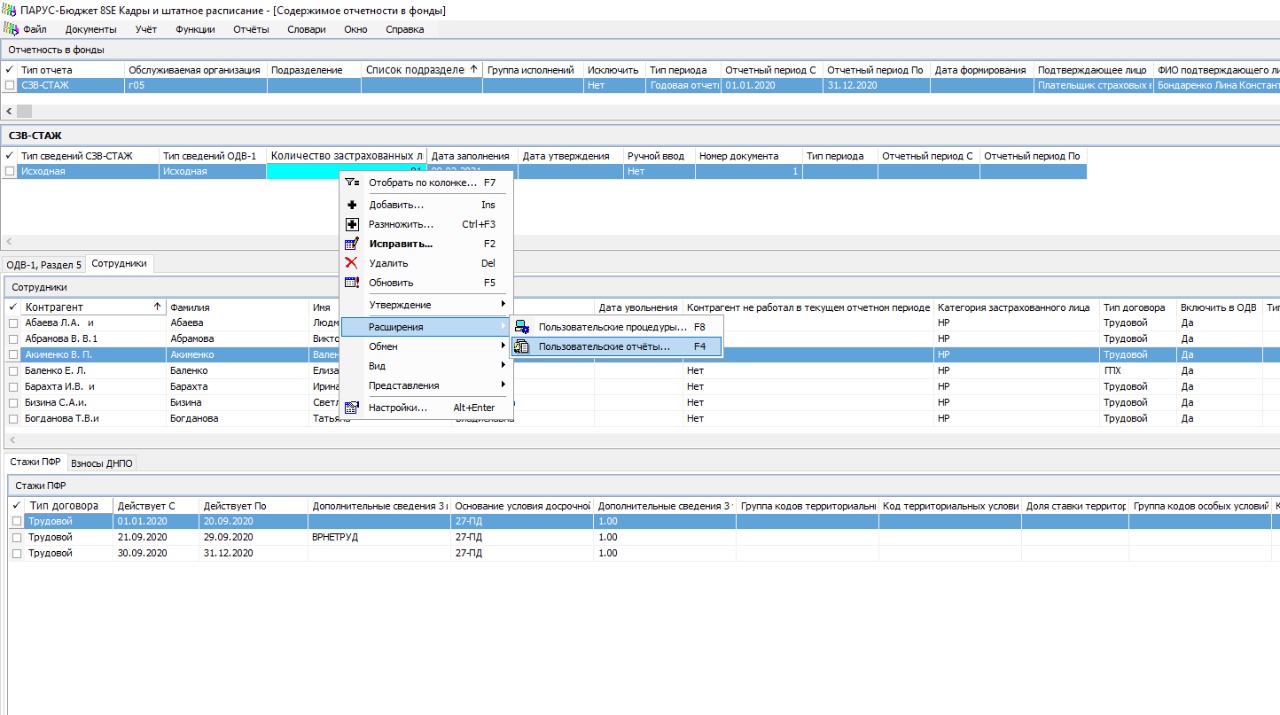 ПАРУС-Бюджет 8SE Кадры и штатное расписание - [Содержимое отчетности в фонды]
Файл Документы Учёт Функции Отчёты Словари Окно Справка
Отчетность в фонды
Тип отчета Обслуживаемая организация Подразделение Список подразделе Группа исполнений Исключить Тип периода Отчетный период С Отчетный период По Дата формирования Подтверждающее лицо ФИО подтверждающего ли
СЗВ-СТАЖ г05 Нет Годовая отчет 01.01.2020 31.12.2020 Плательщик страховых Бондаренко Лина Констант
СЗВ-СТАЖ
Тип сведений СЗВ-СТАЖ Тип сведений ОДВ-1 Количество застрахованных л Дата заполнения Дата утверждения Ручной ввод Номер документа Тип периода Отчетный период С Отчетный период По
Исходная Исходная Нет 1
Отобрать по колонке... F7
Добавить... Ins
Размножить... Ctrl+F3
Исправить... F2
Удалить Del
Обновить F5
Утверждение
Расширения
Обмен
Вид
Представления
Настройки... Alt+Enter
Пользовательские процедуры... F8
Пользовательские отчёты... F4
ОДВ-1, Раздел 5 Сотрудники
Сотрудники
Контрагент Фамилия Имя Дата увольнения Контрагент не работал в текущем отчетном периоде Категория застрахованного лица Тип договора Включить в ОДВ Тип
Абаева Л.А. и Абаева Людм НР Трудовой Да
Абрамова В. В.1 Абрамова Викто НР Трудовой Да
Акименко В. П. Акименко Вален НР Трудовой Да
Баленко Е. Л. Баленко Елиза Нет НР ГПХ Да
Барахта И.В. и Барахта Ирина Нет НР Трудовой Да
Бизина С.А.и. Бизина Светл Нет НР Трудовой Да
Богданова Т.В.и Богданова Татьяна Владиславна Нет НР Трудовой Да
Стажи ПФР Взносы ДНПО
Стажи ПФР
Тип договора Действует С Действует По Дополнительные сведения 3 Основание условия досрочной Дополнительные сведения 3 Группа кодов территориальн Код территориальных услови Доля ставки территор Группа кодов особых условий К
Трудовой 01.01.2020 20.09.2020 27-ПД 1.00
Трудовой 21.09.2020 29.09.2020 ВРНЕТРУД 27-ПД 1.00
Трудовой 30.09.2020 31.12.2020 27-ПД 1.00